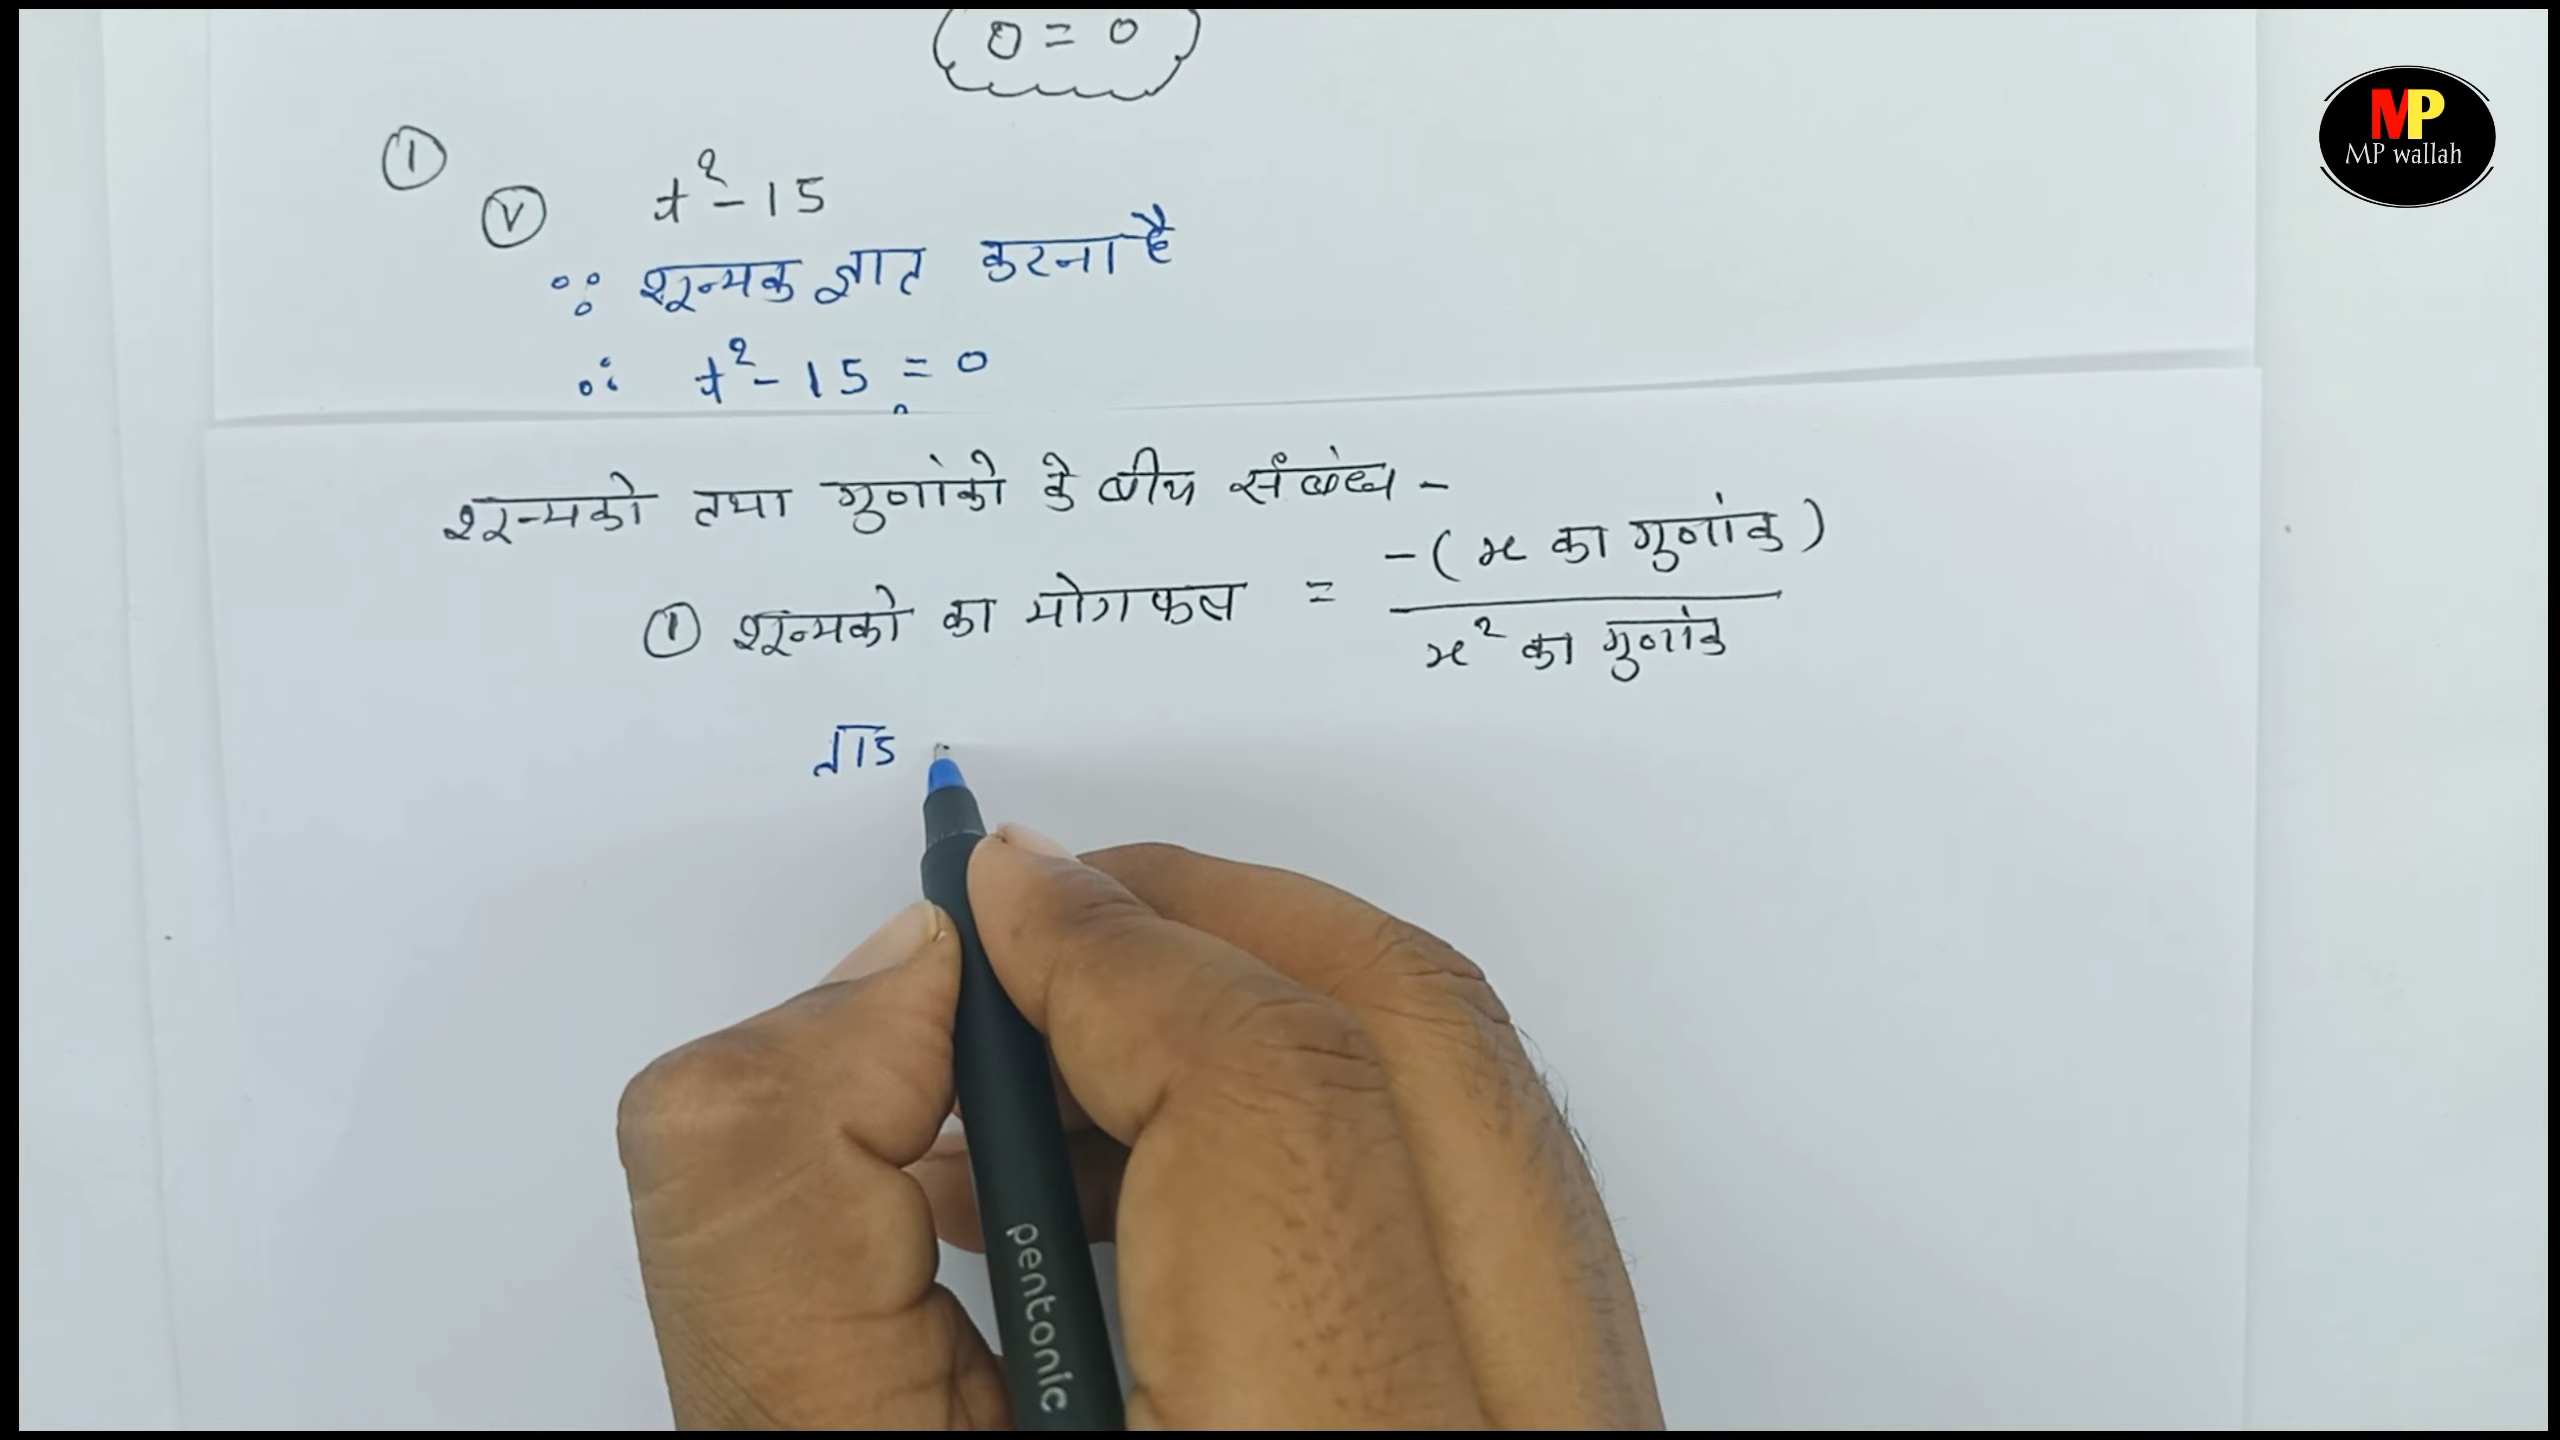 0 = 0
① 
Ⓥ t² - 15
∵ शून्यक ज्ञात करना है
∴ t² - 15 = 0
शून्यको तथा गुणांको के बीच संबंध -
① शून्यको का योगफल = -( x का गुणांक ) / x² का गुणांक
√15
pentonic
MP
MP wallah